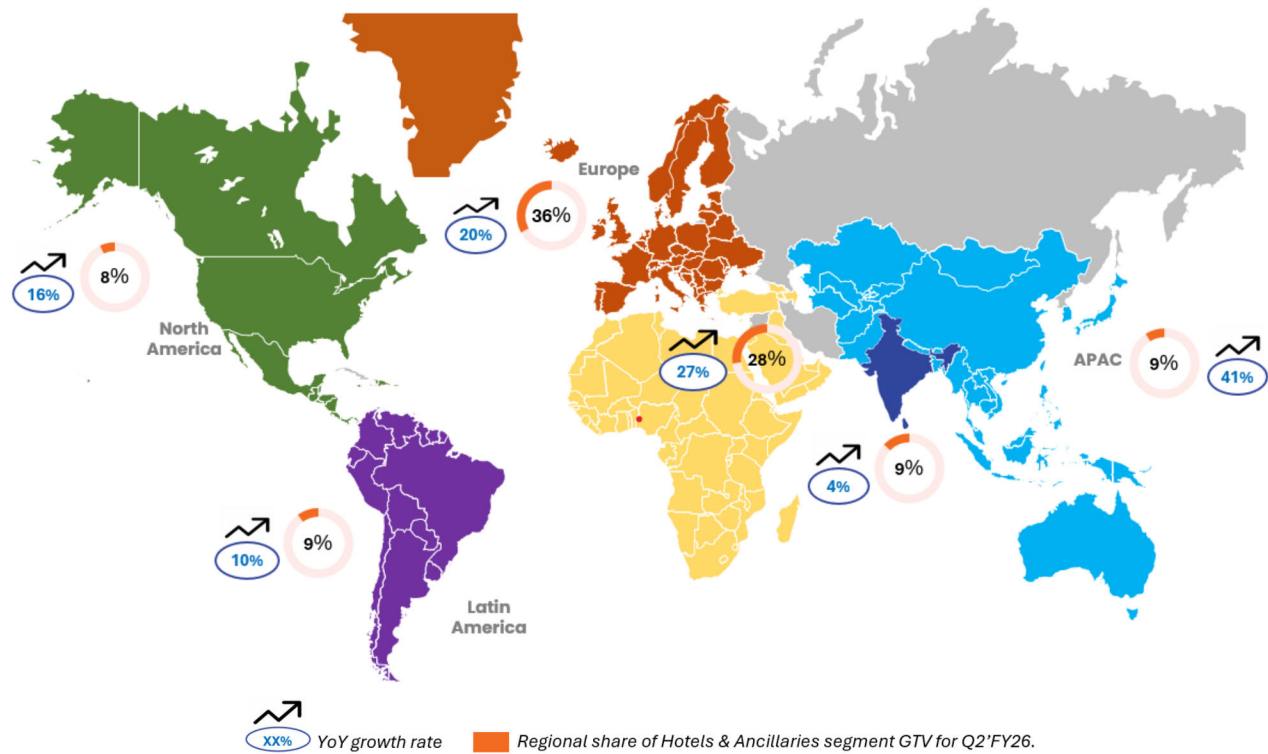 Europe
20%
36%
16%
8%
North
America
27%
28%
APAC
9%
41%
4%
9%
10%
9%
Latin
America
XX%
YoY growth rate
Regional share of Hotels & Ancillaries segment GTV for Q2'FY26.